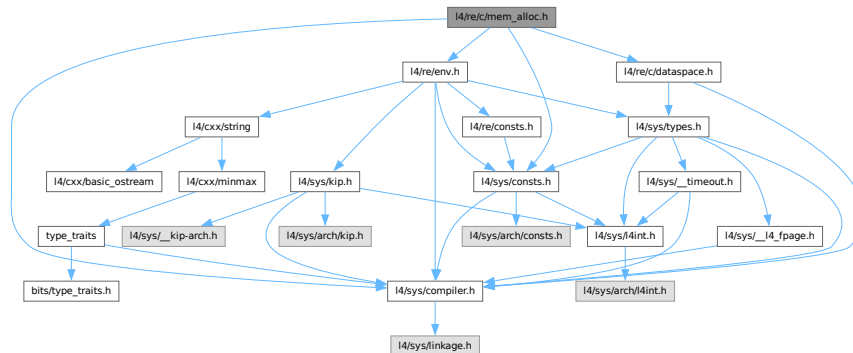 l4/re/c/mem_alloc.h
l4/re/env.h
l4/re/c/dataspace.h
l4/cxx/string
l4/re/consts.h
l4/sys/types.h
l4/cxx/basic_ostream
l4/cxx/minmax
l4/sys/kip.h
l4/sys/consts.h
l4/sys/__timeout.h
type_traits
l4/sys/__kip-arch.h
l4/sys/arch/kip.h
l4/sys/arch/consts.h
l4/sys/l4int.h
l4/sys/__l4_fpage.h
bits/type_traits.h
l4/sys/compiler.h
l4/sys/arch/l4int.h
l4/sys/linkage.h